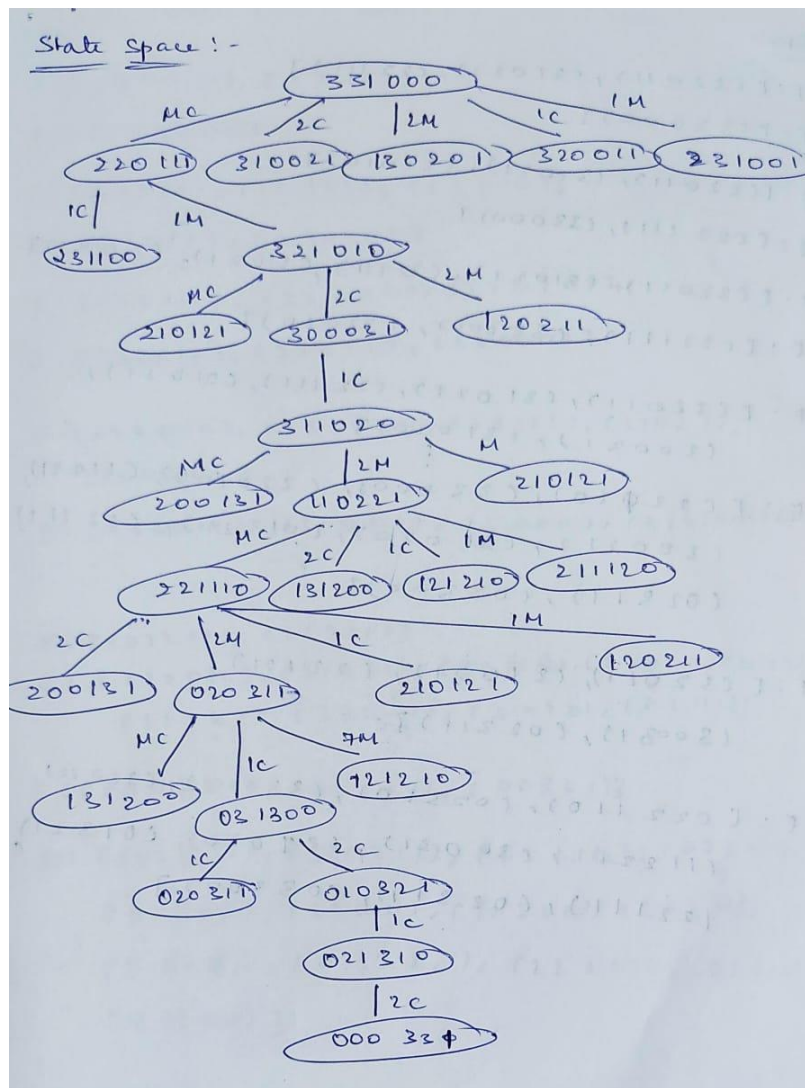 State Space :-
331000
MC 2C 2M 1C 1M
220111 310021 130201 320011 231001
1C 1M
231100 321010
MC 2C 2M
210121 300031 120211
1C
311020
MC 2M M
200131 110221 210121
MC 2C 1C 1M
221110 131200 121210 211120
2C 2M 1C 1M
200131 020311 210121 120211
MC 1C 7M
131200 031300 121210
1C 2C
020311 010321
1C
021310
2C
000 33